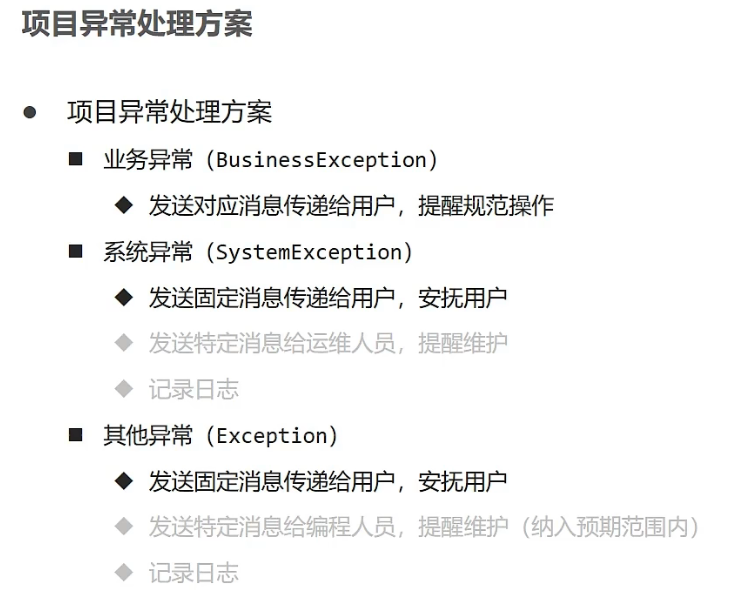 项目异常处理方案
项目异常处理方案
业务异常（BusinessException）
发送对应消息传递给用户，提醒规范操作
系统异常（SystemException）
发送固定消息传递给用户，安抚用户
发送特定消息给运维人员，提醒维护
记录日志
其他异常（Exception）
发送固定消息传递给用户，安抚用户
发送特定消息给编程人员，提醒维护（纳入预期范围内）
记录日志